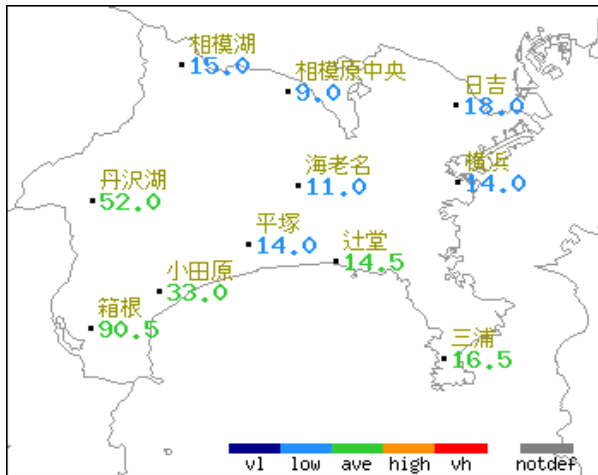 相模湖
15.0
相模原中央
9.0
日吉
18.0
海老名
11.0
横浜
14.0
丹沢湖
52.0
平塚
14.0
辻堂
14.5
小田原
33.0
箱根
90.5
三浦
16.5
vl low ave high vh notdef